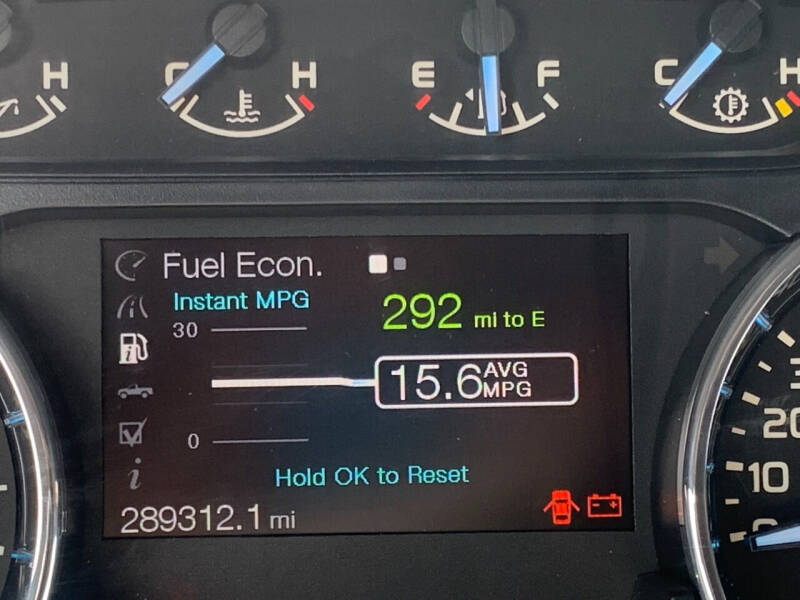 H C H E F C H
Fuel Econ.
Instant MPG
292 mi to E
30
15.6 AVG MPG
0
Hold OK to Reset
289312.1 mi
20
10
0